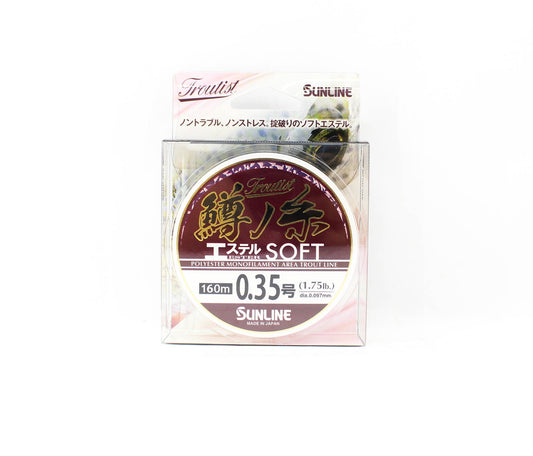 Troutist SUNLINE
ノントラブル、ノンストレス。掟破りのソフトエステル。
Troutist
鱒ノ糸
エステル SOFT
ESTER
POLYESTER MONOFILAMENT AREA TROUT LINE
160m 0.35号 (1.75lb.)
dia.0.097mm
SUNLINE
MADE IN JAPAN